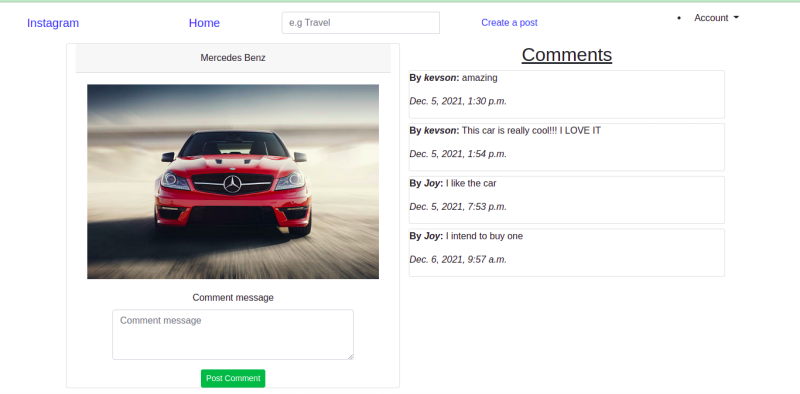 Instagram
Home
e.g Travel
Create a post
Account
Mercedes Benz
Comment message
Comment message
Post Comment
Comments
By kevson: amazing
Dec. 5, 2021, 1:30 p.m.
By kevson: This car is really cool!!! I LOVE IT
Dec. 5, 2021, 1:54 p.m.
By Joy: I like the car
Dec. 5, 2021, 7:53 p.m.
By Joy: I intend to buy one
Dec. 6, 2021, 9:57 a.m.